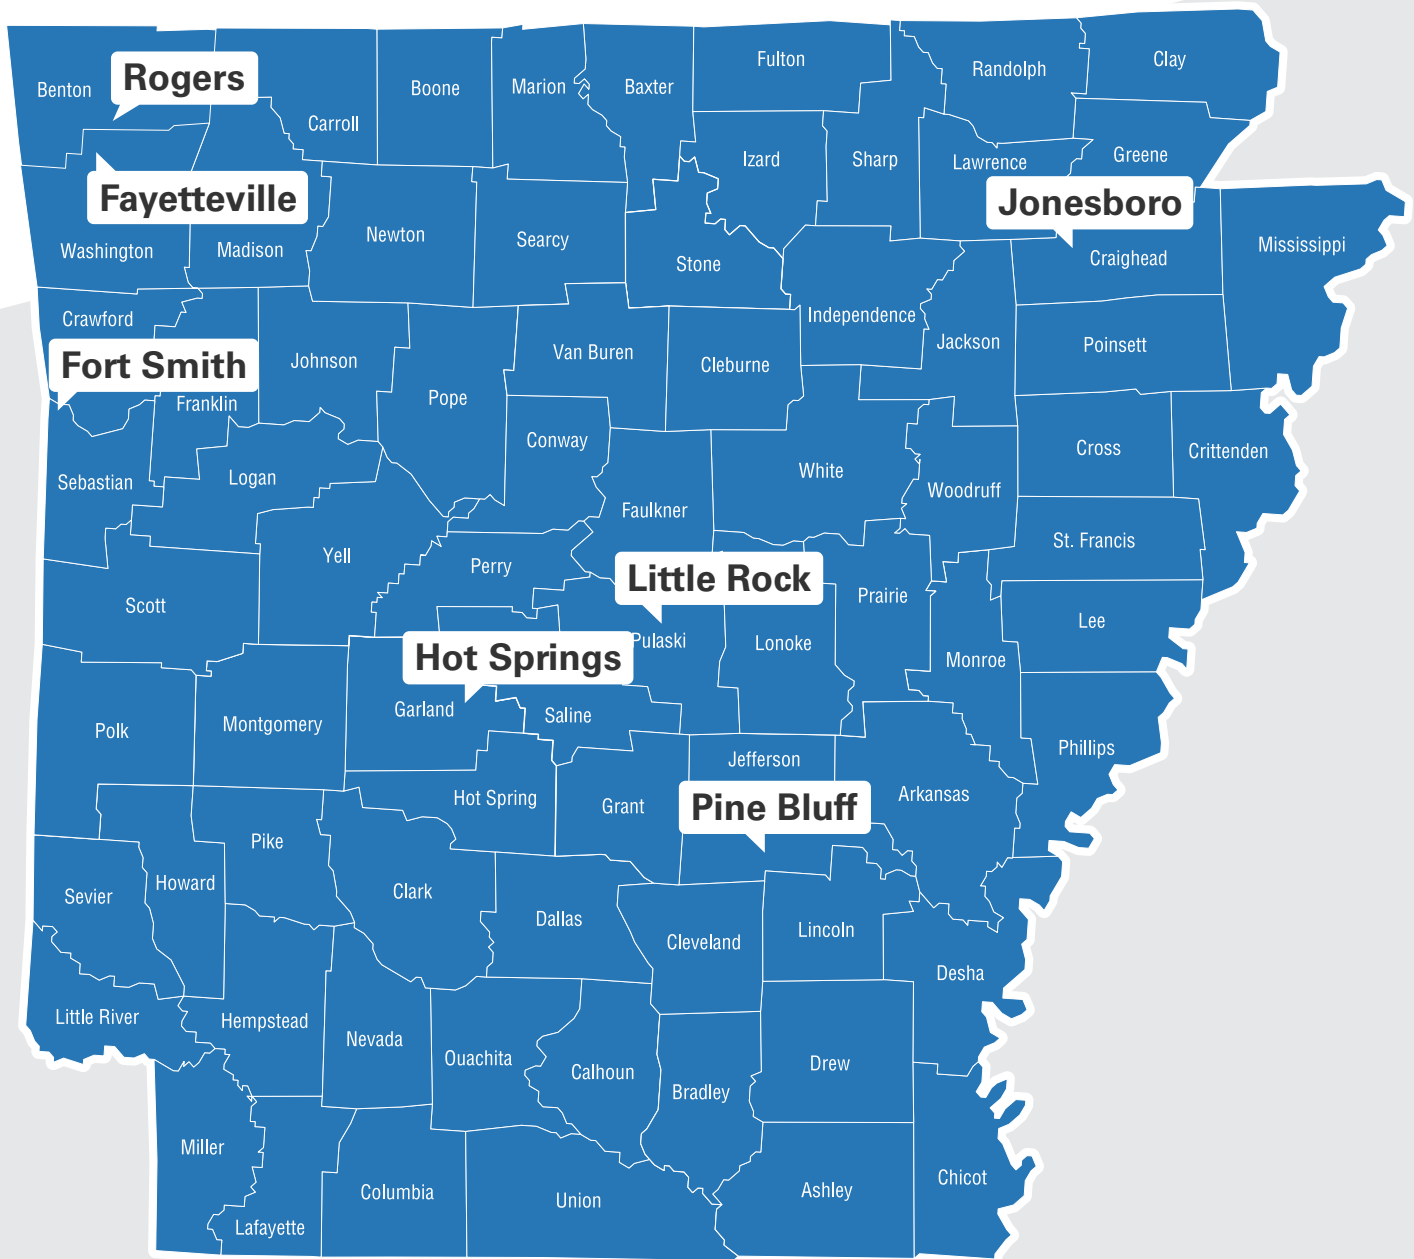 Fulton
Clay
Randolph
Rogers
Benton
Boone
Marion
Baxter
Carroll
Izard
Sharp
Lawrence
Greene
Fayetteville
Jonesboro
Newton
Searcy
Washington
Madison
Stone
Craighead
Mississippi
Crawford
Independence
Fort Smith
Johnson
Van Buren
Cleburne
Jackson
Poinsett
Franklin
Pope
Conway
Cross
Crittenden
Sebastian
Logan
White
Woodruff
Faulkner
St. Francis
Yell
Perry
Little Rock
Prairie
Scott
Lee
Pulaski
Lonoke
Hot Springs
Monroe
Garland
Saline
Polk
Montgomery
Phillips
Jefferson
Hot Spring
Grant
Pine Bluff
Arkansas
Pike
Howard
Sevier
Clark
Dallas
Cleveland
Lincoln
Desha
Little River
Hempstead
Nevada
Ouachita
Calhoun
Drew
Bradley
Miller
Columbia
Union
Ashley
Chicot
Lafayette